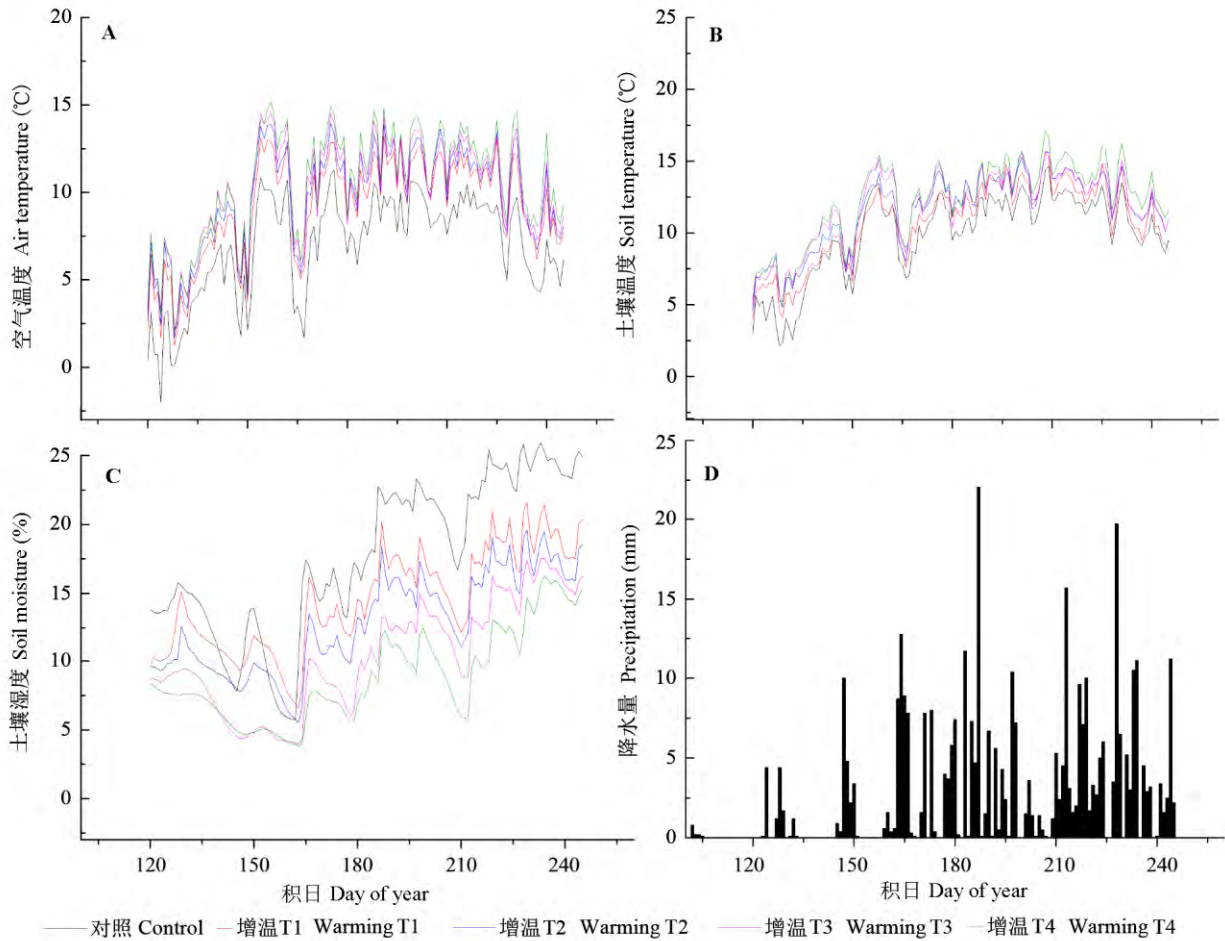 A
空气温度 Air temperature (℃)
20
15
10
5
0
B
土壤温度 Soil temperature (℃)
25
20
15
10
5
0
C
土壤湿度 Soil moisture (%)
25
20
15
10
5
0
120 150 180 210 240
积日 Day of year
D
降水量 Precipitation (mm)
25
20
15
10
5
0
120 150 180 210 240
积日 Day of year
对照 Control 增温T1 Warming T1 增温T2 Warming T2 增温T3 Warming T3 增温T4 Warming T4